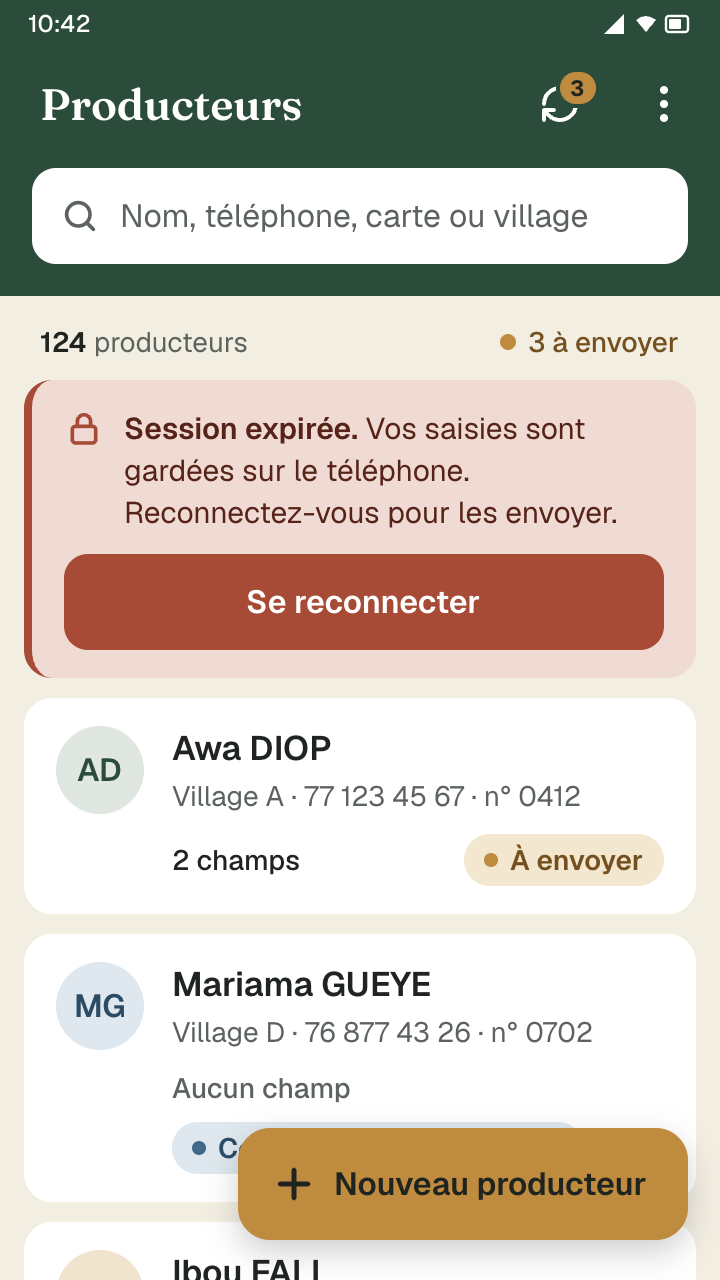 10:42
Producteurs
3
Nom, téléphone, carte ou village
124 producteurs
3 à envoyer
Session expirée. Vos saisies sont
gardées sur le téléphone.
Reconnectez-vous pour les envoyer.
Se reconnecter
AD
Awa DIOP
Village A · 77 123 45 67 · n° 0412
2 champs
À envoyer
MG
Mariama GUEYE
Village D · 76 877 43 26 · n° 0702
Aucun champ
Nouveau producteur
Ibou FALL